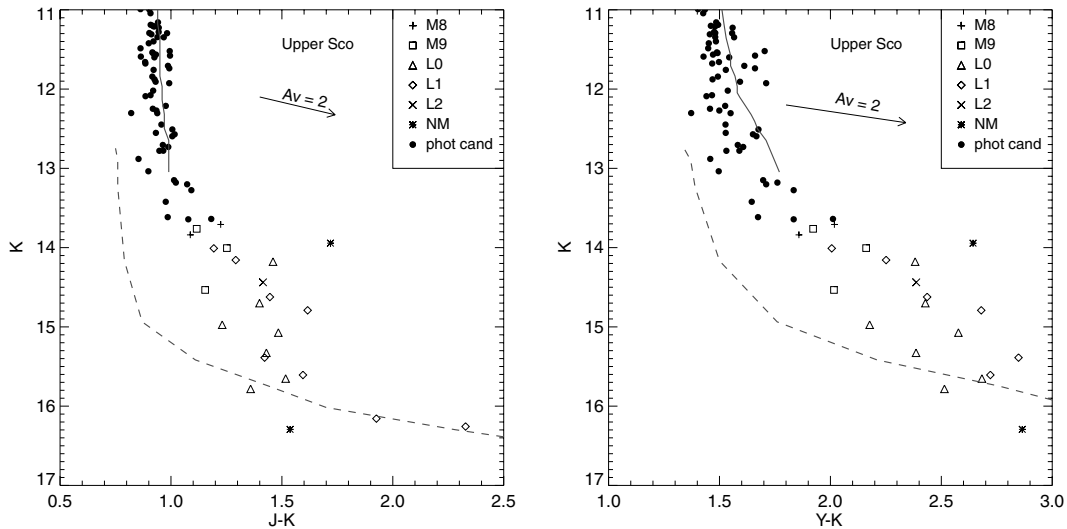 Upper Sco
Av = 2
M8
M9
L0
L1
L2
NM
phot cand
11
12
13
14
15
16
17
K
0.5 1.0 1.5 2.0 2.5
J-K
Upper Sco
Av = 2
M8
M9
L0
L1
L2
NM
phot cand
11
12
13
14
15
16
17
K
1.0 1.5 2.0 2.5 3.0
Y-K